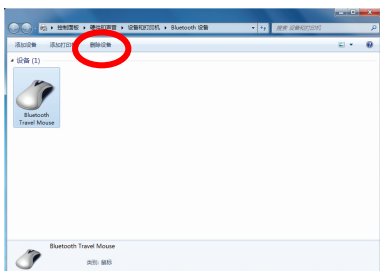 控制面板 ▸ 硬件和声音 ▸ 设备和打印机 ▸ Bluetooth 设备
搜索 设备和打印机
添加设备 添加打印机 删除设备
设备 (1)
Bluetooth
Travel Mouse
Bluetooth Travel Mouse
类别: 鼠标